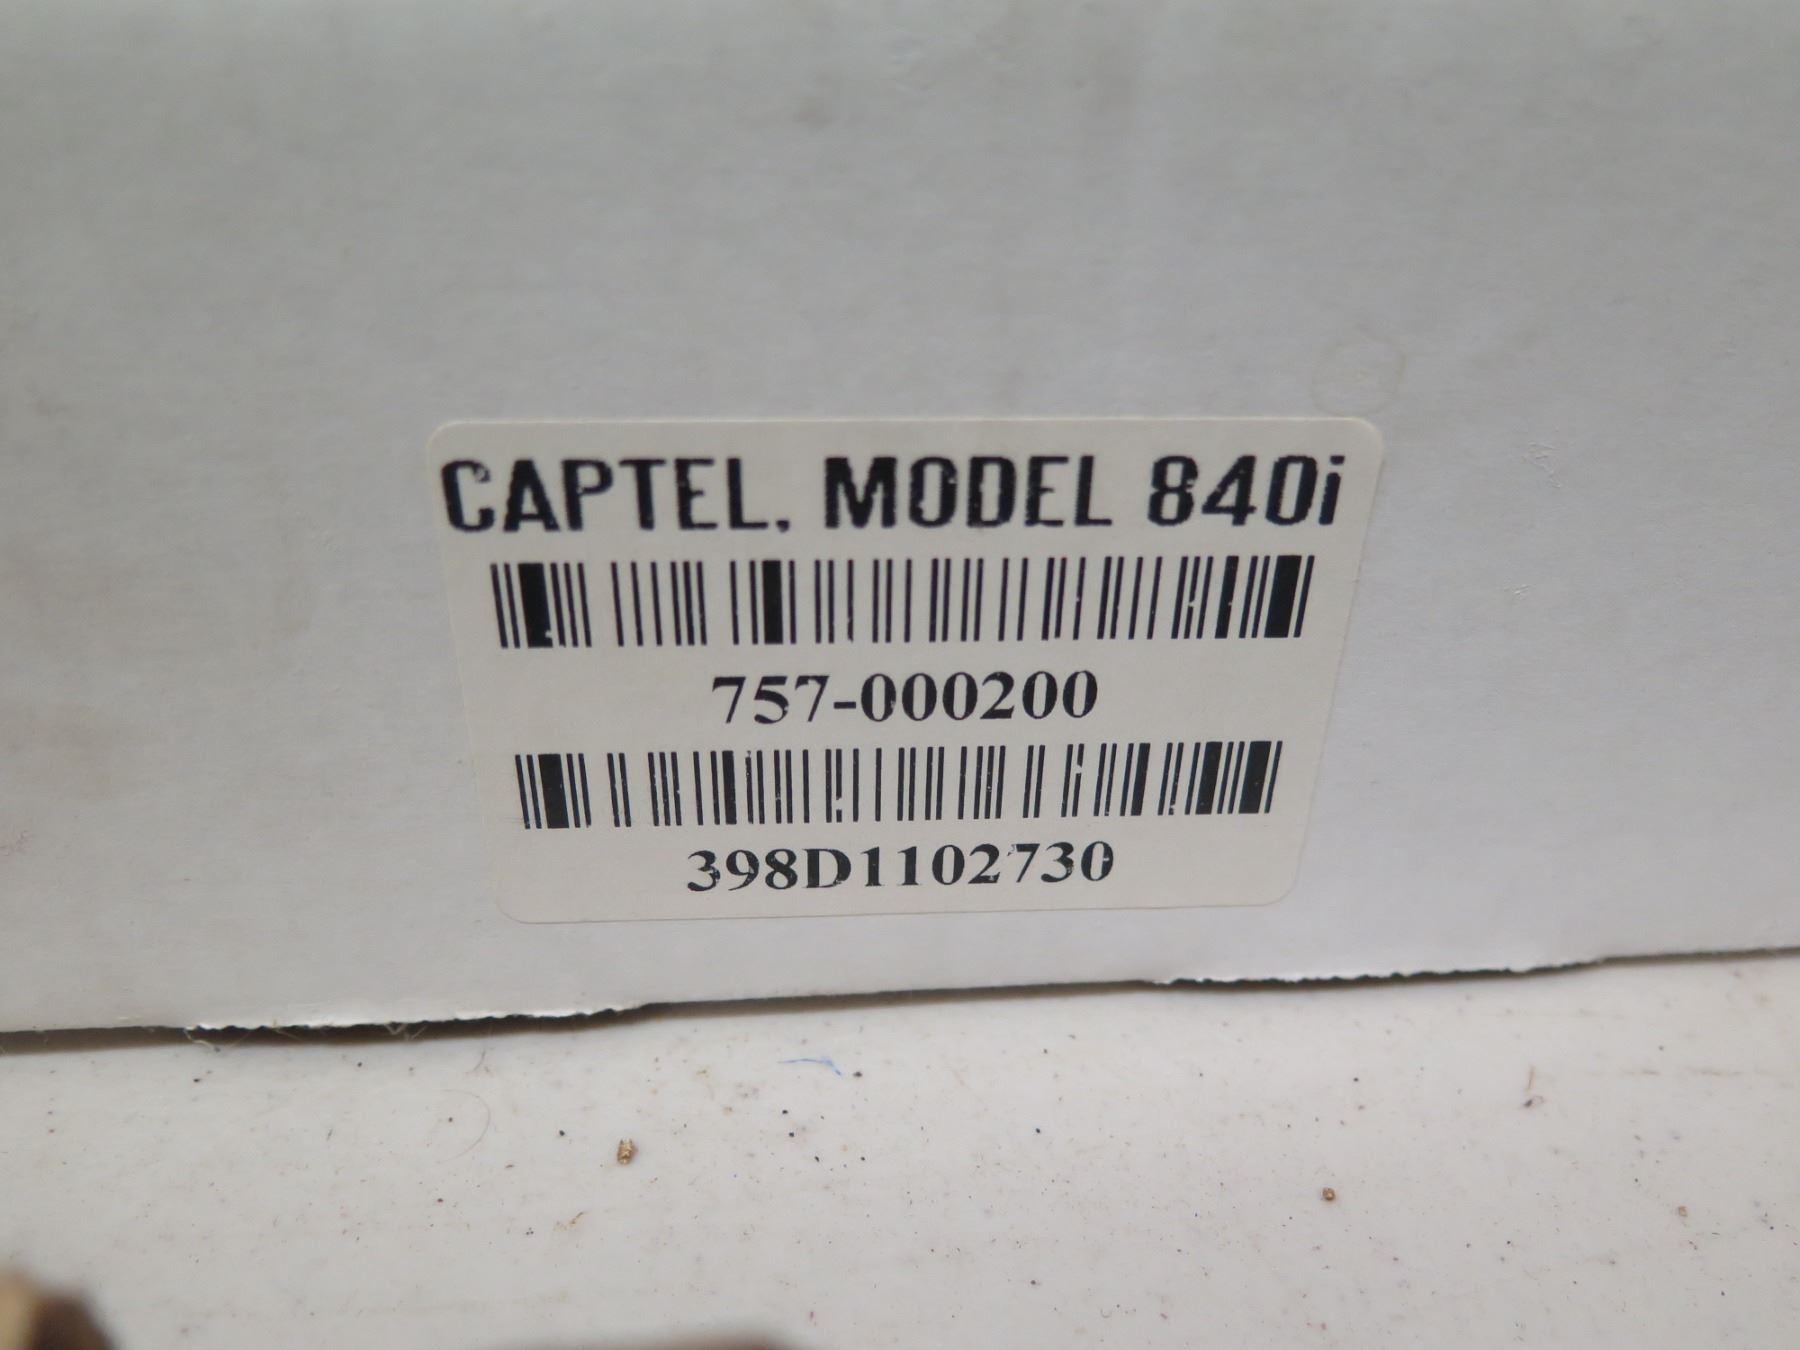 CAPTEL, MODEL 840i
757-000200
398D1102730